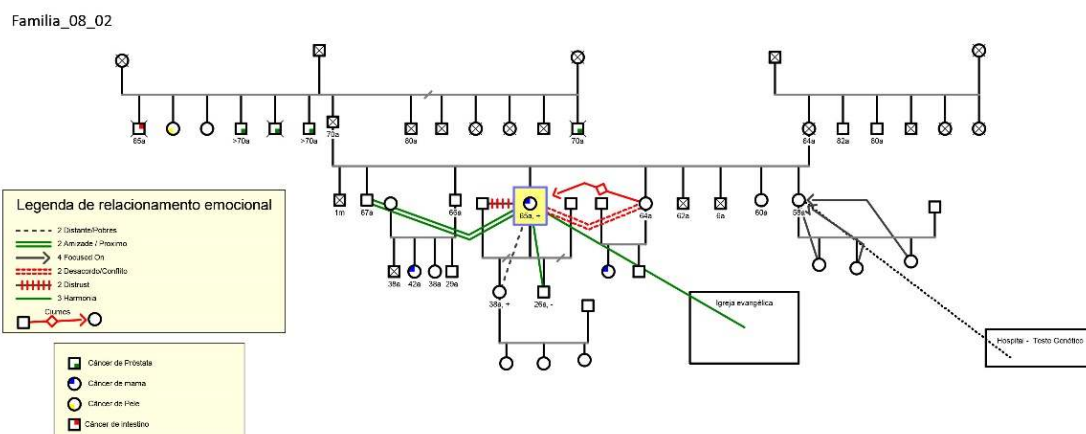 Familia_08_02
65a
>70a
>70a
70a
80a
70a
64a
82a
80a
1m
67a
66a
65a, +
64a
62a
6a
60a
38a
42a
38a
29a
38a, +
26a, -
Igreja evangélica
Hospital - Teste Genético
Legenda de relacionamento emocional
2 Distante/Pobres
2 Amizade / Próximo
4 Focused On
2 Desacordo/Conflito
2 Distrust
3 Harmonia
Ciumes
Câncer de Próstata
Câncer de mama
Câncer de Pele
Câncer de Intestino